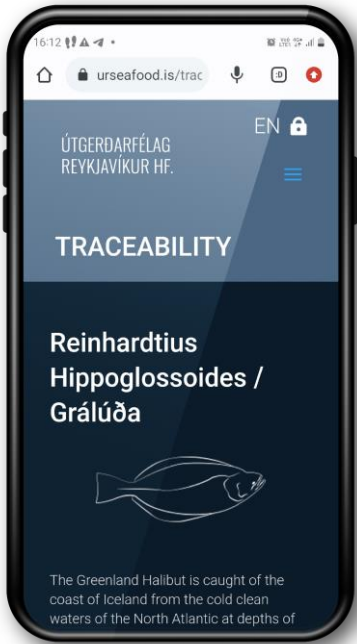 16:12
:D
urseafood.is/trac
EN
ÚTGERÐARFÉLAG
REYKJAVÍKUR HF.
TRACEABILITY
Reinhardtius
Hippoglossoides /
Grálúða
The Greenland Halibut is caught of the
coast of Iceland from the cold clean
waters of the North Atlantic at depths of